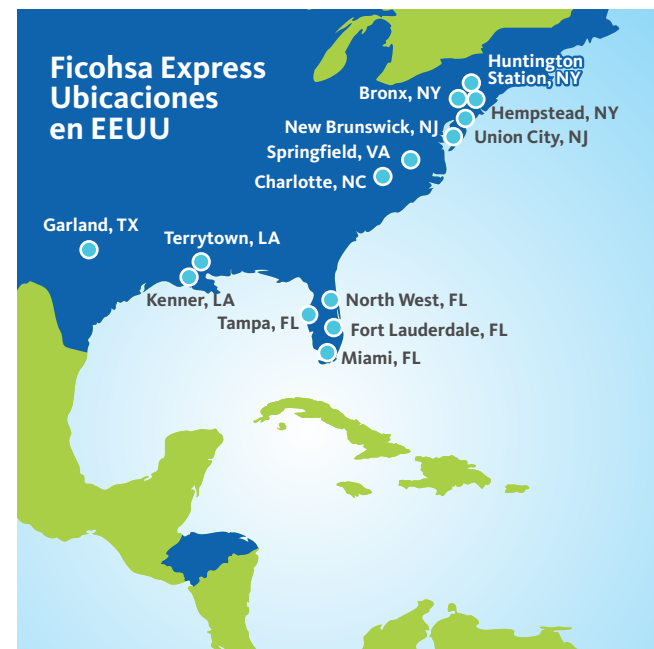 Ficohsa Express
Ubicaciones
en EEUU
Huntington
Station, NY
Bronx, NY
Hempstead, NY
New Brunswick, NJ
Union City, NJ
Springfield, VA
Charlotte, NC
Garland, TX
Terrytown, LA
Kenner, LA
North West, FL
Tampa, FL
Fort Lauderdale, FL
Miami, FL